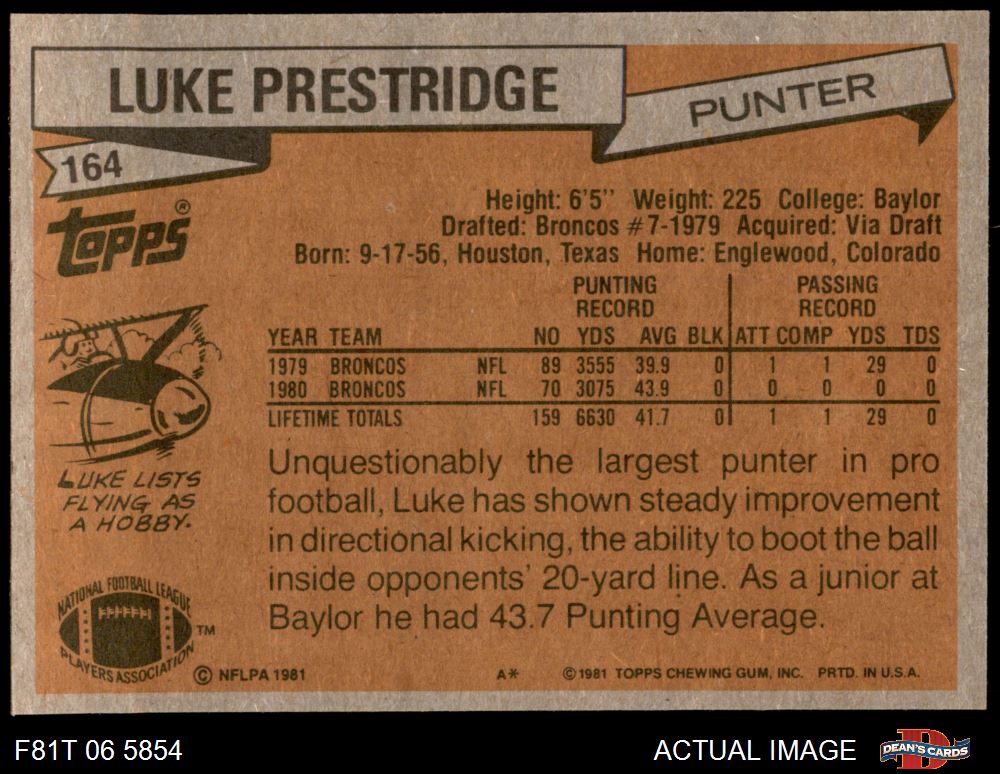 LUKE PRESTRIDGE
PUNTER
164
Topps®
Height: 6'5'' Weight: 225 College: Baylor
Drafted: Broncos #7-1979 Acquired: Via Draft
Born: 9-17-56, Houston, Texas Home: Englewood, Colorado
PUNTING RECORD PASSING RECORD
YEAR TEAM NO YDS AVG BLK ATT COMP YDS TDS
1979 BRONCOS NFL 89 3555 39.9 0 1 1 29 0
1980 BRONCOS NFL 70 3075 43.9 0 0 0 0 0
LIFETIME TOTALS 159 6630 41.7 0 1 1 29 0
LUKE LISTS
FLYING AS
A HOBBY.
Unquestionably the largest punter in pro
football, Luke has shown steady improvement
in directional kicking, the ability to boot the ball
inside opponents' 20-yard line. As a junior at
Baylor he had 43.7 Punting Average.
NATIONAL FOOTBALL LEAGUE
PLAYERS ASSOCIATION
TM
© NFLPA 1981 A* © 1981 TOPPS CHEWING GUM, INC. PRTD. IN U.S.A.
F81T 06 5854 ACTUAL IMAGE DEAN'S CARDS